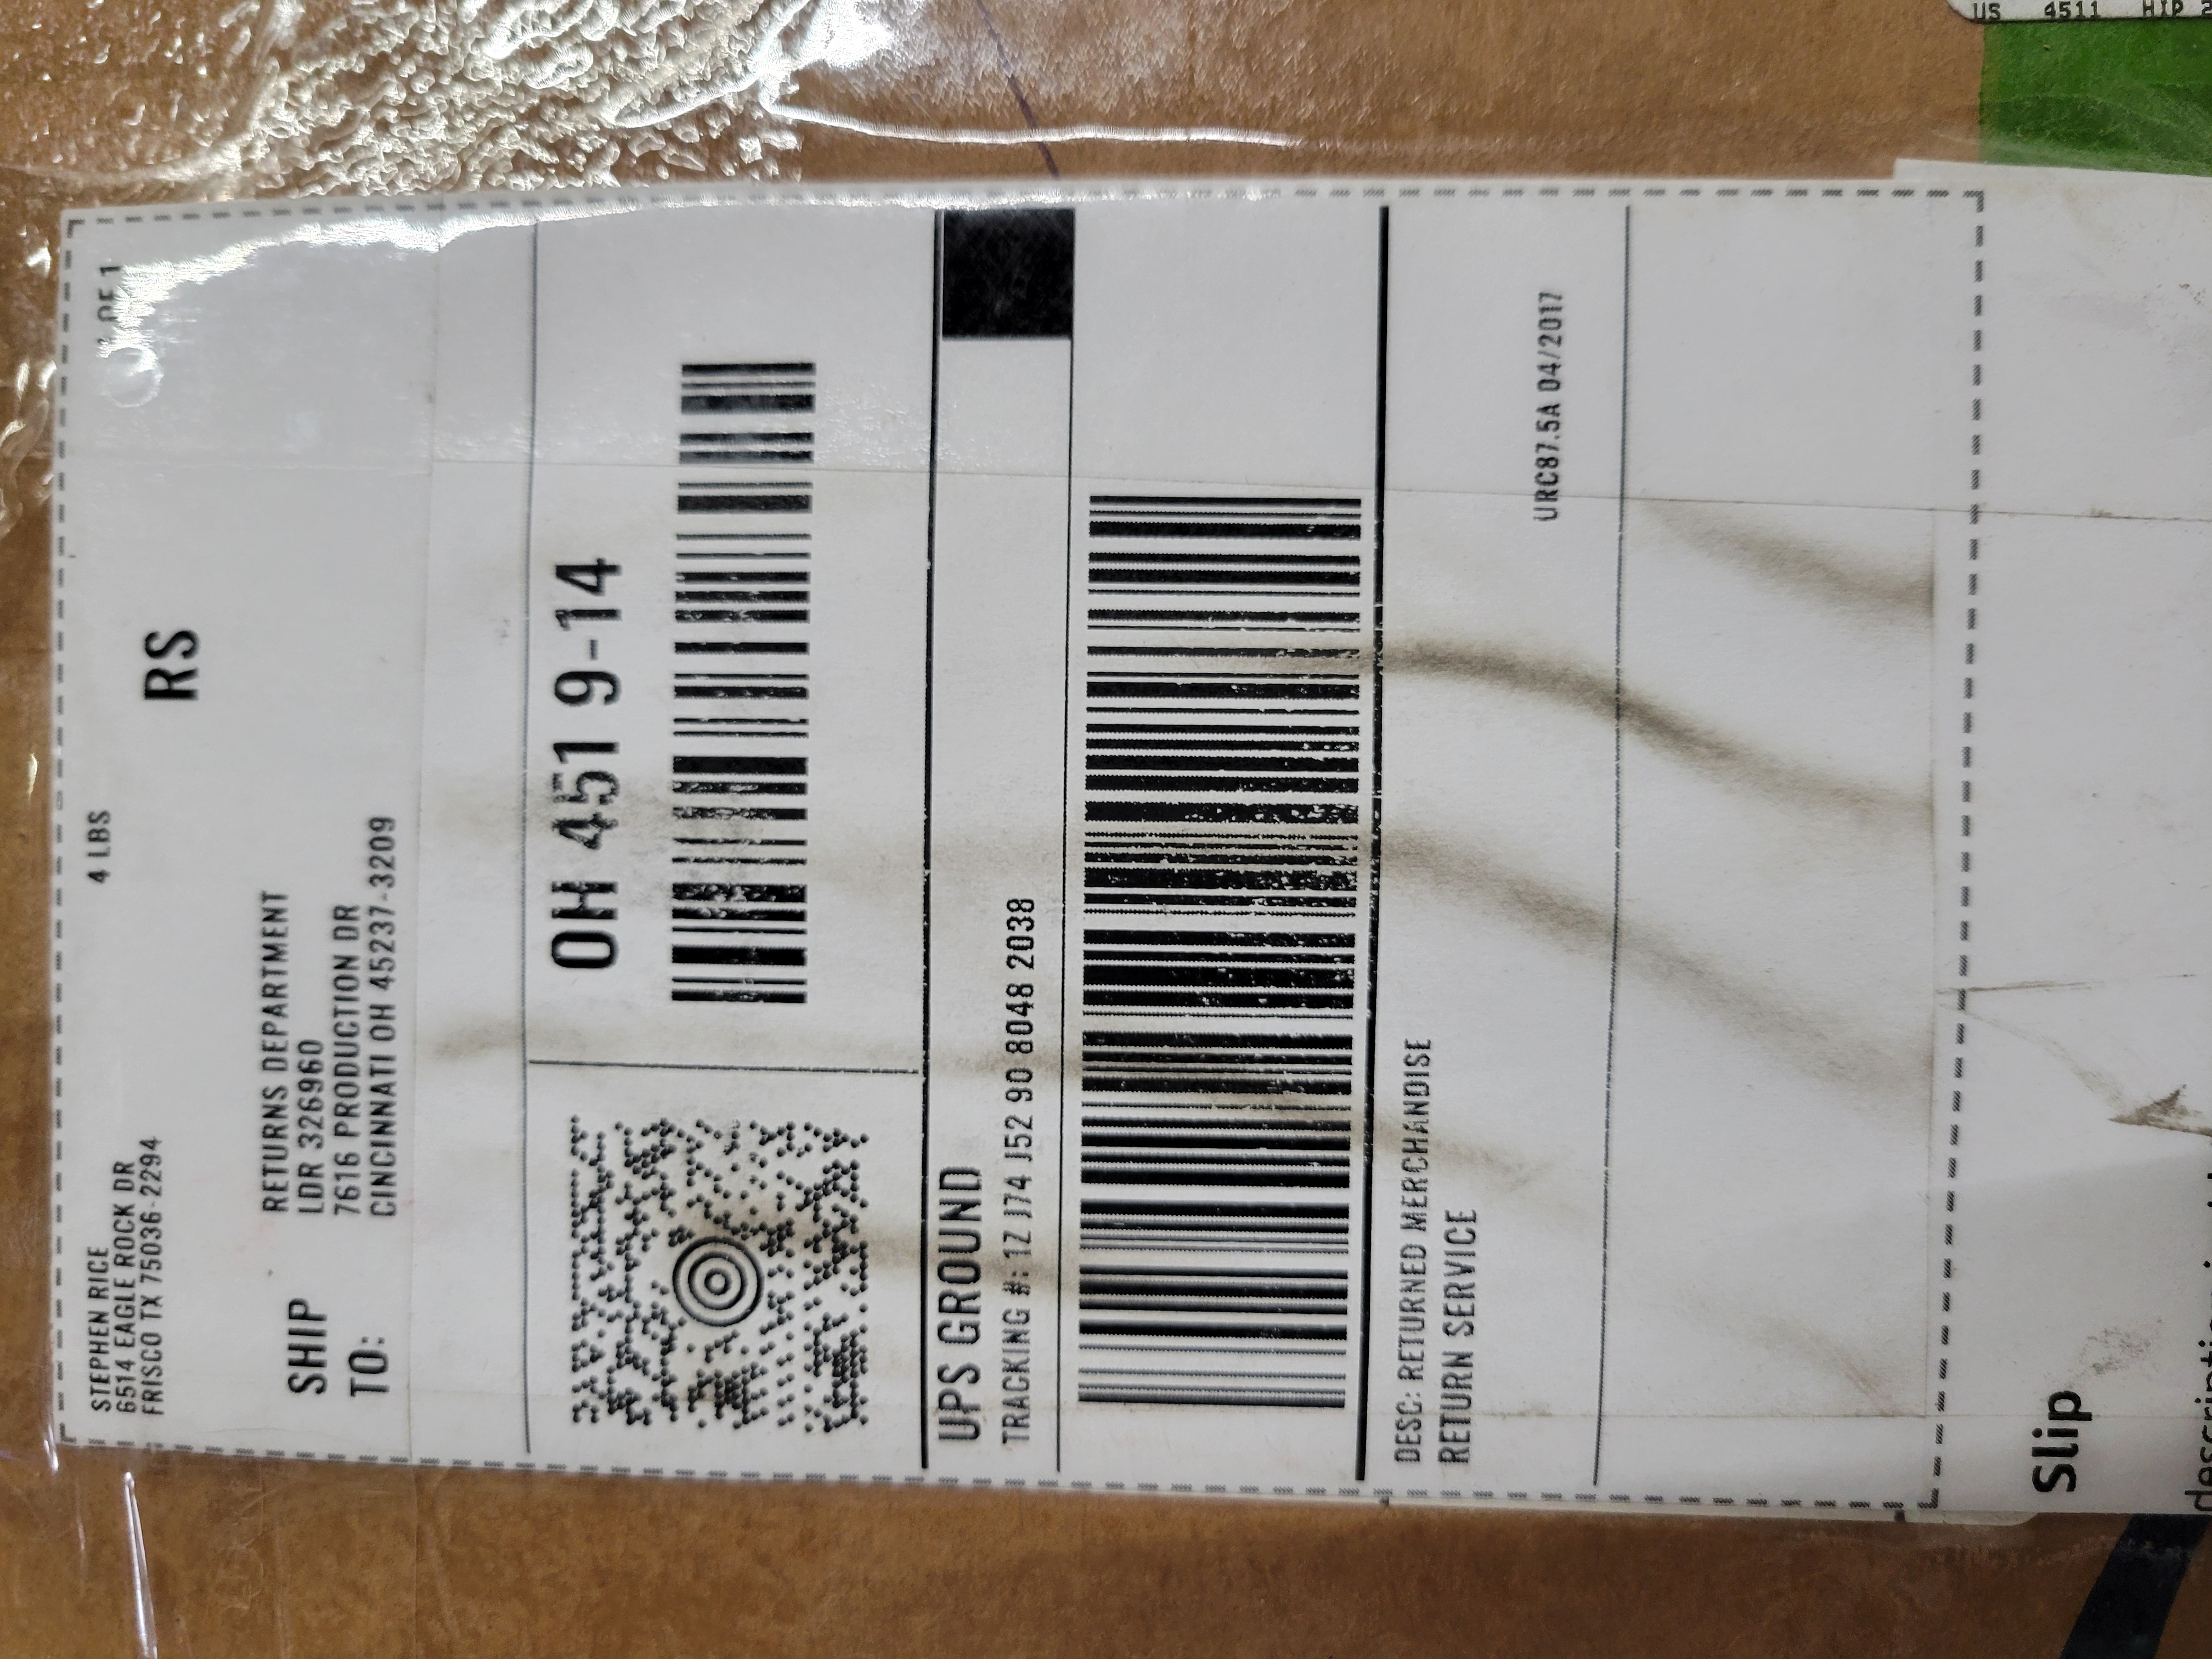 STEPHEN RICE
6514 EAGLE ROCK DR
FRISCO TX 75036-2294
4 LBS
OF 1
RS
SHIP
TO:
RETURNS DEPARTMENT
LDR 326960
7616 PRODUCTION DR
CINCINNATI OH 45237-3209
OH 451 9-14
UPS GROUND
TRACKING #: 1Z J74 J52 90 8048 2038
DESC: RETURNED MERCHANDISE
RETURN SERVICE
URC87.5A 04/2017
Slip
US 4511 HIP